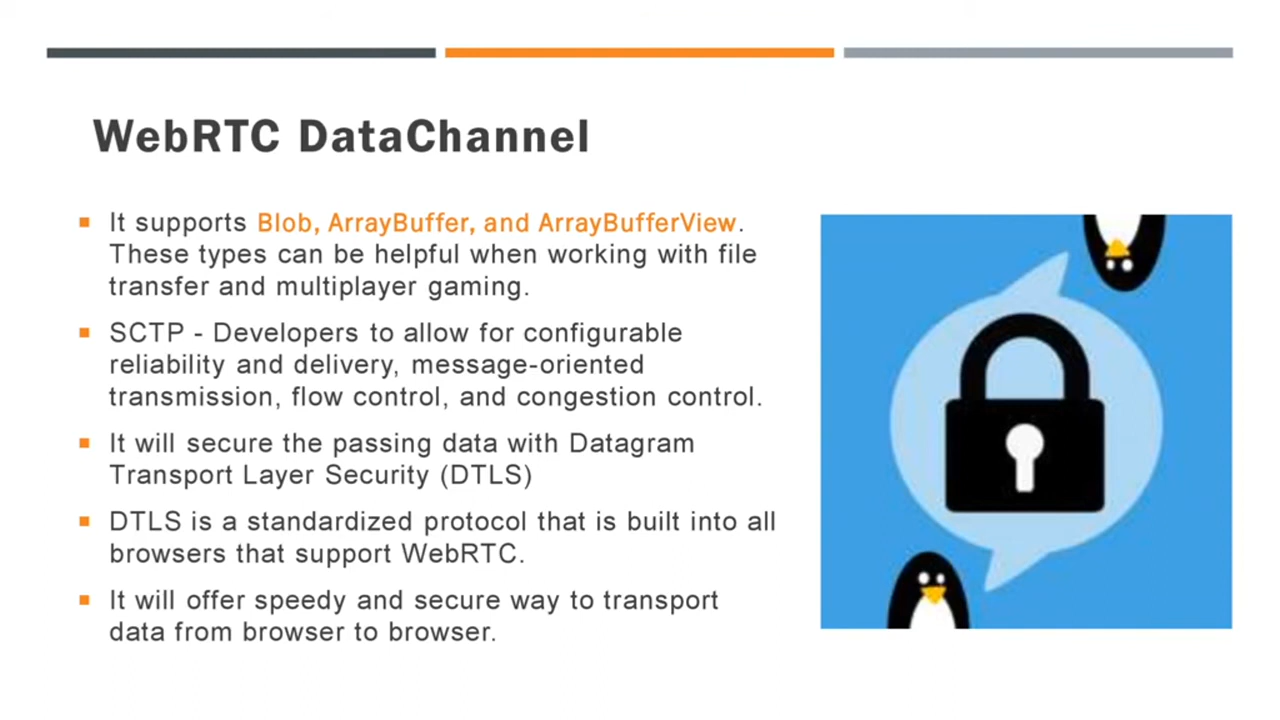 WebRTC DataChannel
It supports Blob, ArrayBuffer, and ArrayBufferView.
These types can be helpful when working with file
transfer and multiplayer gaming.
SCTP - Developers to allow for configurable
reliability and delivery, message-oriented
transmission, flow control, and congestion control.
It will secure the passing data with Datagram
Transport Layer Security (DTLS)
DTLS is a standardized protocol that is built into all
browsers that support WebRTC.
It will offer speedy and secure way to transport
data from browser to browser.